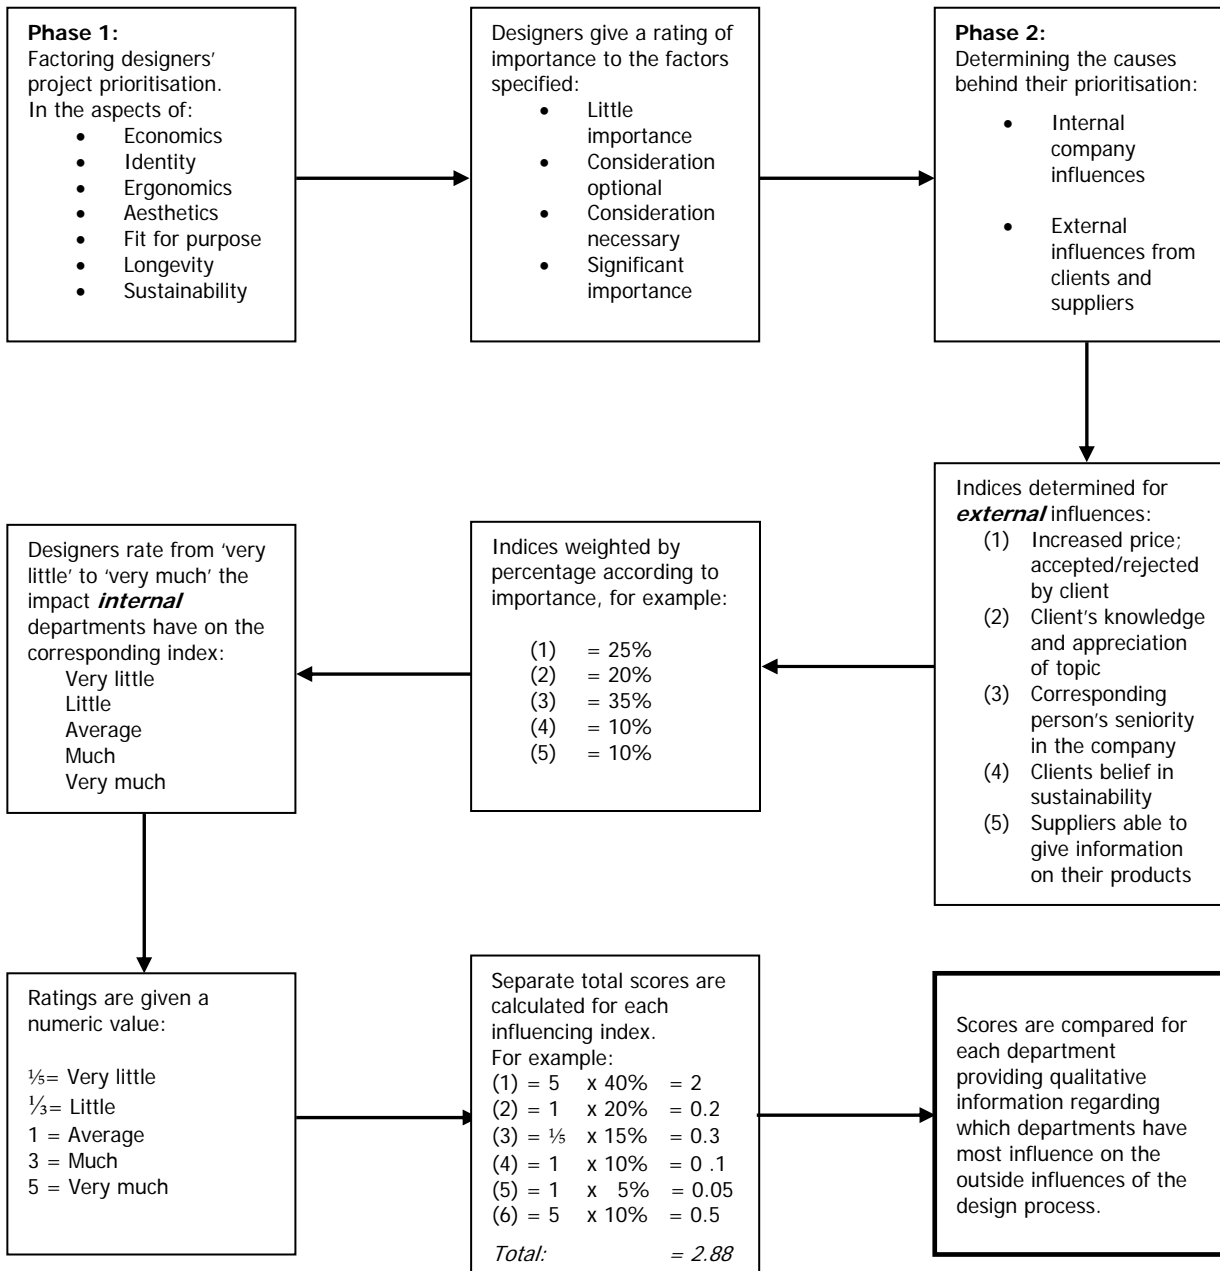 Phase 1:
Factoring designers'
project prioritisation.
In the aspects of:
• Economics
• Identity
• Ergonomics
• Aesthetics
• Fit for purpose
• Longevity
• Sustainability
Designers give a rating of
importance to the factors
specified:
• Little
importance
• Consideration
optional
• Consideration
necessary
• Significant
importance
Phase 2:
Determining the causes
behind their prioritisation:
• Internal
company
influences
• External
influences from
clients and
suppliers
Indices determined for
external influences:
(1) Increased price;
accepted/rejected
by client
(2) Client's knowledge
and appreciation
of topic
(3) Corresponding
person's seniority
in the company
(4) Clients belief in
sustainability
(5) Suppliers able to
give information
on their products
Indices weighted by
percentage according to
importance, for example:
(1) = 25%
(2) = 20%
(3) = 35%
(4) = 10%
(5) = 10%
Designers rate from 'very
little' to 'very much' the
impact internal
departments have on the
corresponding index:
Very little
Little
Average
Much
Very much
Ratings are given a
numeric value:
⅕= Very little
⅓= Little
1 = Average
3 = Much
5 = Very much
Separate total scores are
calculated for each
influencing index.
For example:
(1) = 5 x 40% = 2
(2) = 1 x 20% = 0.2
(3) = ⅕ x 15% = 0.3
(4) = 1 x 10% = 0 .1
(5) = 1 x 5% = 0.05
(6) = 5 x 10% = 0.5
Total: = 2.88
Scores are compared for
each department
providing qualitative
information regarding
which departments have
most influence on the
outside influences of the
design process.